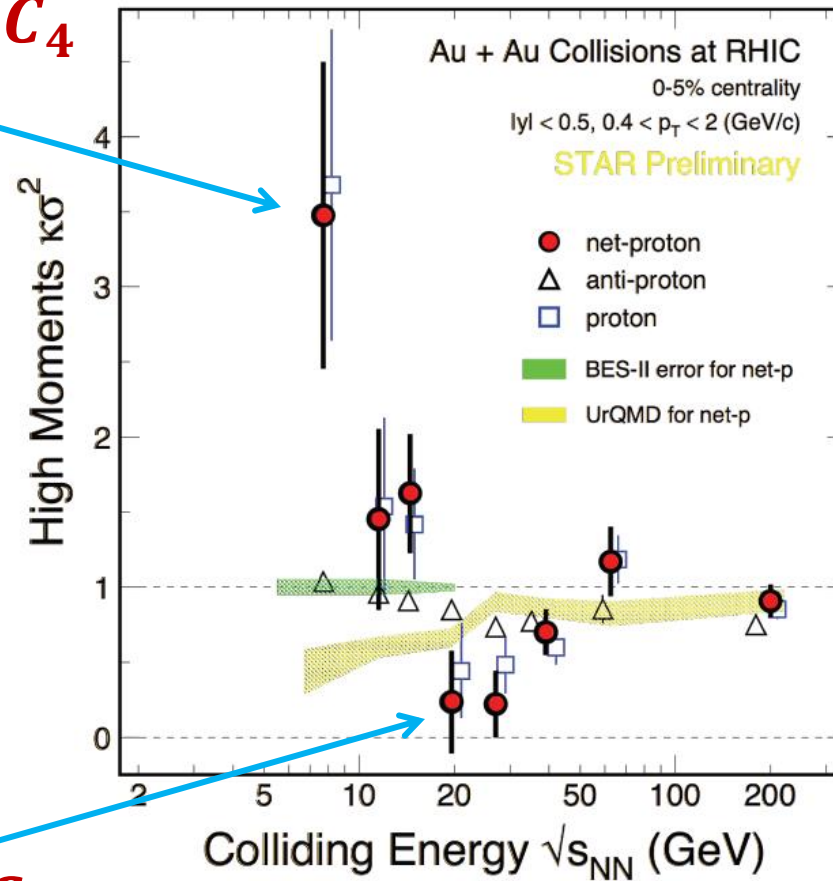 C₄
Au + Au Collisions at RHIC
0-5% centrality
|y| < 0.5, 0.4 < p_T < 2 (GeV/c)
STAR Preliminary
net-proton
anti-proton
proton
BES-II error for net-p
UrQMD for net-p
High Moments κσ²
4
3
2
1
0
2 5 10 20 50 100 200
Colliding Energy √s_NN (GeV)